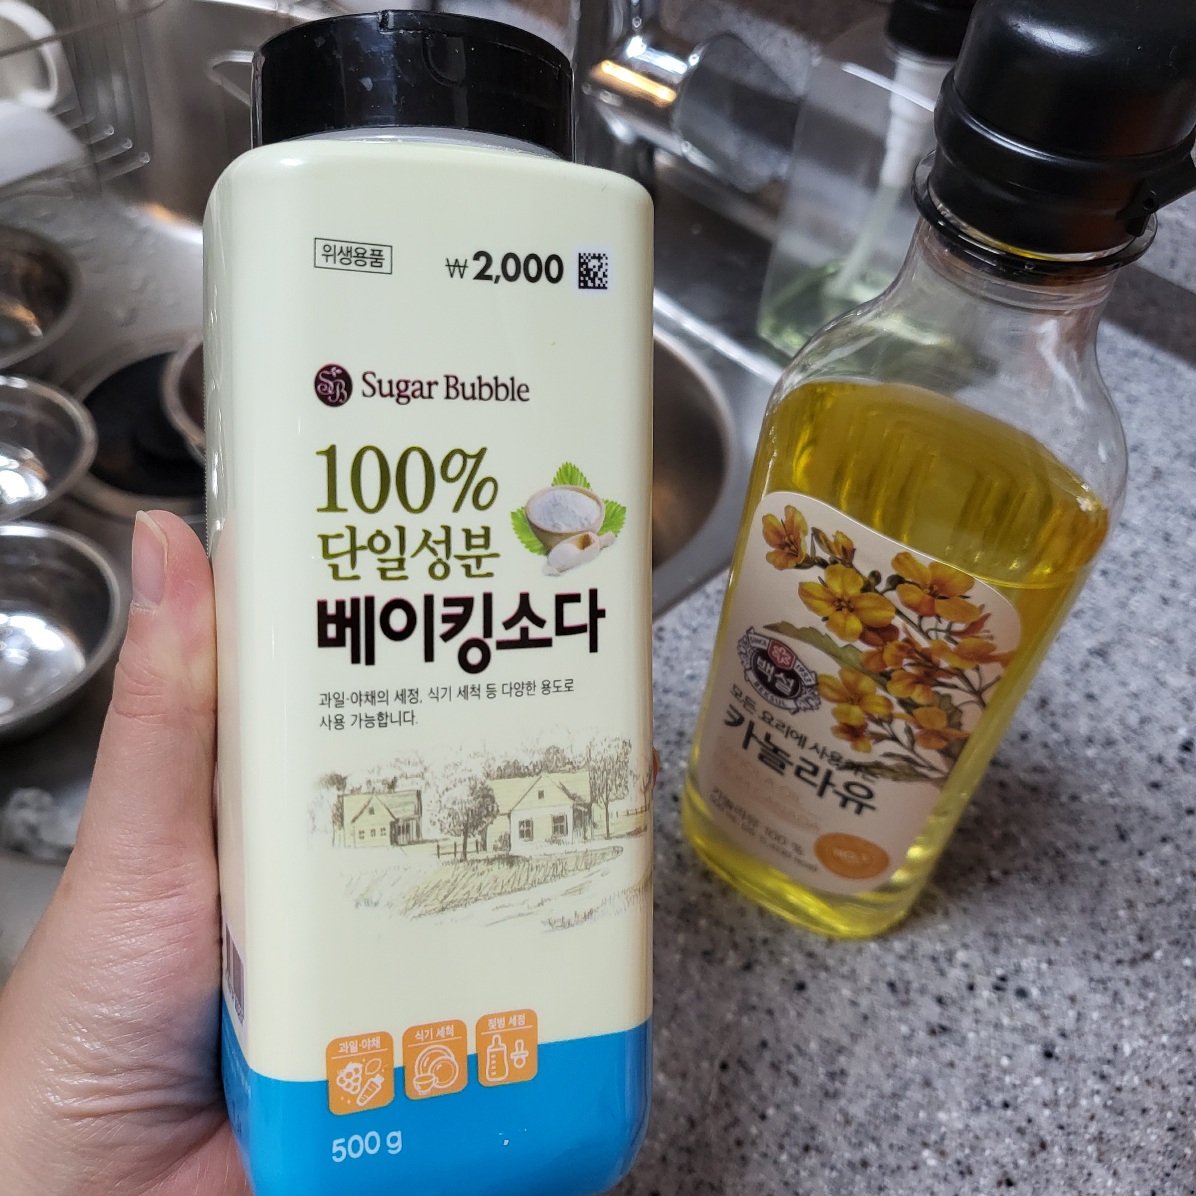 위생용품
₩2,000
Sugar Bubble
100%
단일성분
베이킹소다
과일·야채의 세정, 식기 세척 등 다양한 용도로
사용 가능합니다.
과일·야채
식기 세척
젖병 세정
500 g
백설
모든 요리에 사용하는
카놀라유